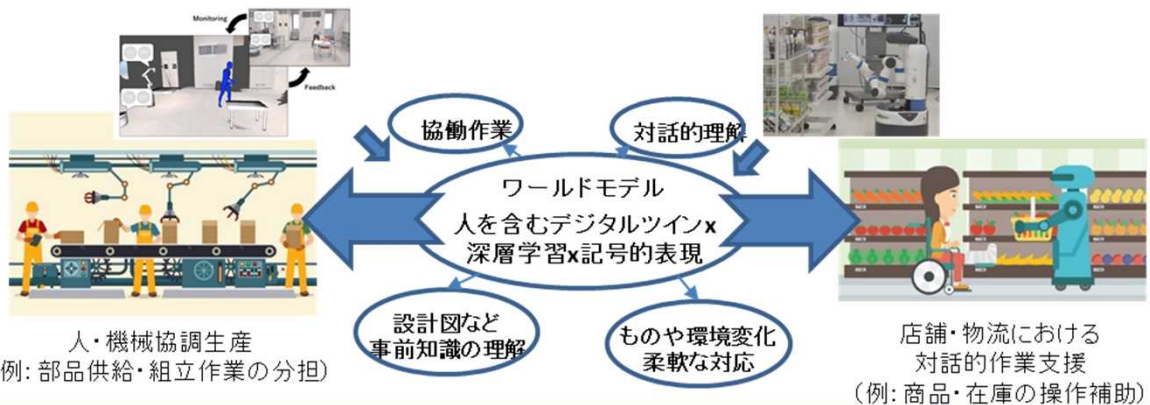 Monitoring
Feedback
協働作業
対話的理解
ワールドモデル
人を含むデジタルツインx
深層学習x記号的表現
設計図など
事前知識の理解
ものや環境変化
柔軟な対応
人・機械協調生産
例: 部品供給・組立作業の分担)
店舗・物流における
対話的作業支援
(例: 商品・在庫の操作補助)